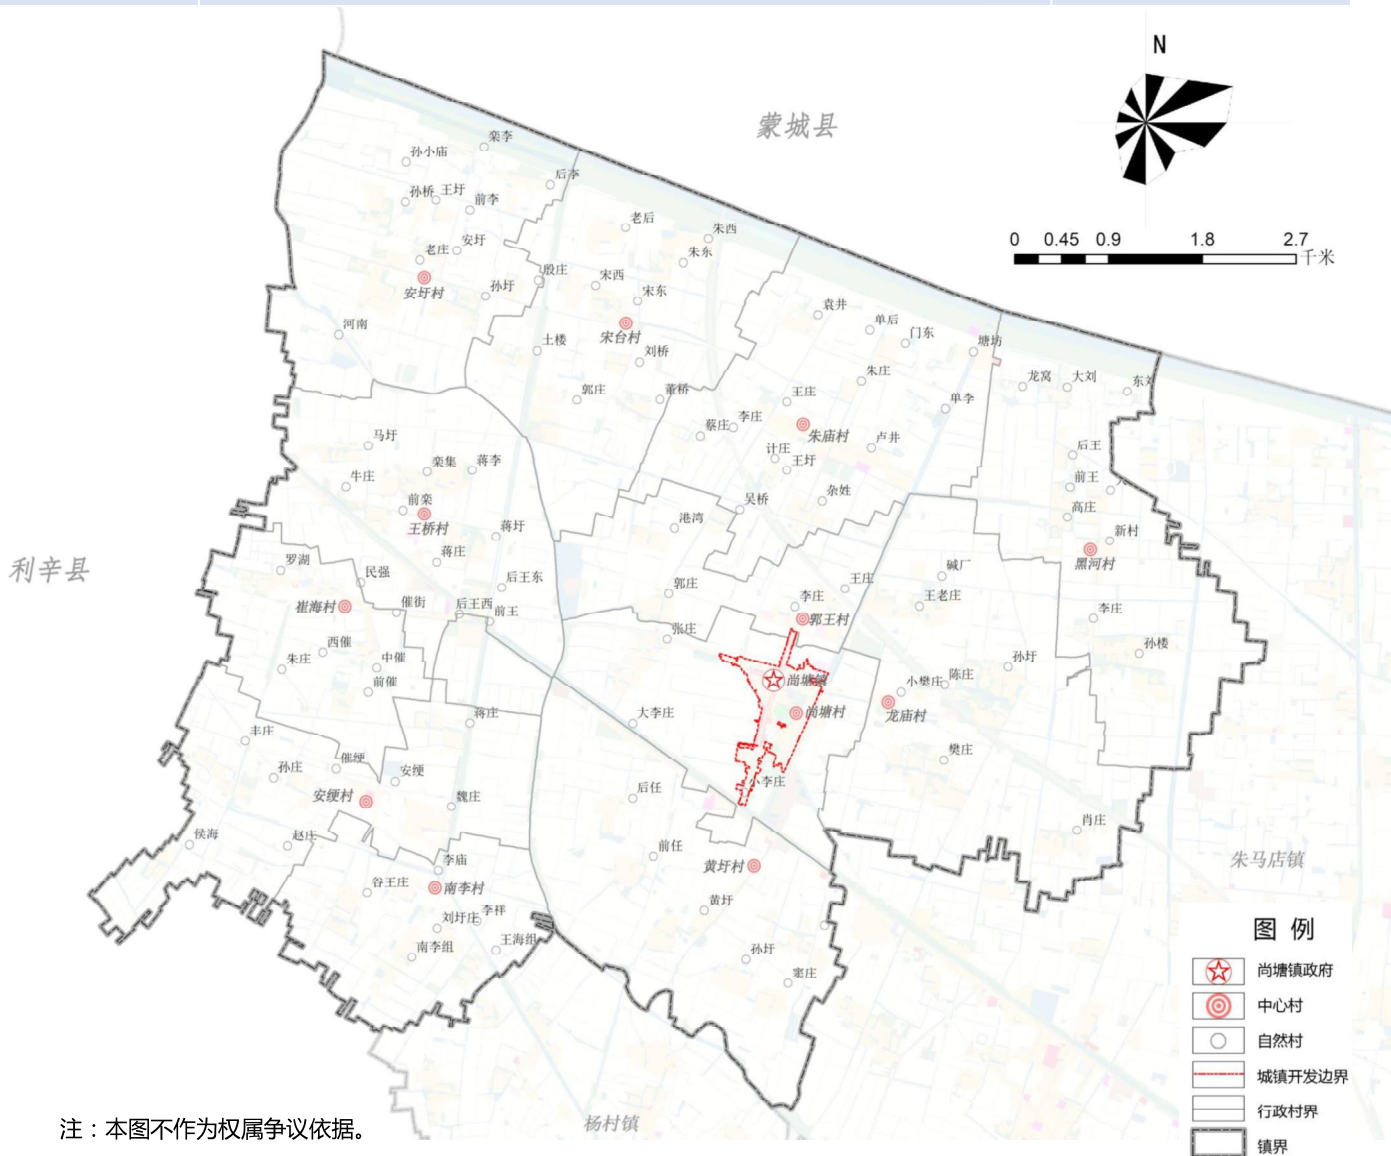 N
蒙城县
0 0.45 0.9 1.8 2.7
千米
栾李
孙小庙
后李
孙桥
王圩
前李
老后
朱西
安圩
老庄
朱东
殷庄
宋西
安圩村
孙圩
宋东
袁井
单后
河南
门东
土楼
宋台村
塘坊
刘桥
朱庄
龙窝
大刘
郭庄
董桥
王庄
单李
蔡庄
李庄
朱庙村
马圩
卢井
后王
计庄
栾集
蒋李
王圩
牛庄
前王
前栾
吴桥
杂姓
高庄
王桥村
蒋圩
港湾
新村
蒋庄
黑河村
利辛县
罗湖
碱厂
民强
后王东
郭庄
王庄
崔海村
催街
后王西
前王
李庄
王老庄
李庄
郭王村
张庄
西催
孙楼
朱庄
中催
孙圩
前催
尚塘镇
小樊庄
陈庄
蒋庄
大李庄
尚塘村
龙庙村
丰庄
樊庄
催绠
孙庄
安绠
小李庄
安绠村
魏庄
后任
肖庄
侯海
赵庄
前任
李庙
黄圩村
朱马店镇
谷王庄
南李村
苗圩
刘圩庄
李祥
图 例
南李组
王海组
孙圩
窦庄
尚塘镇政府
中心村
自然村
城镇开发边界
行政村界
镇界
杨村镇
注：本图不作为权属争议依据。